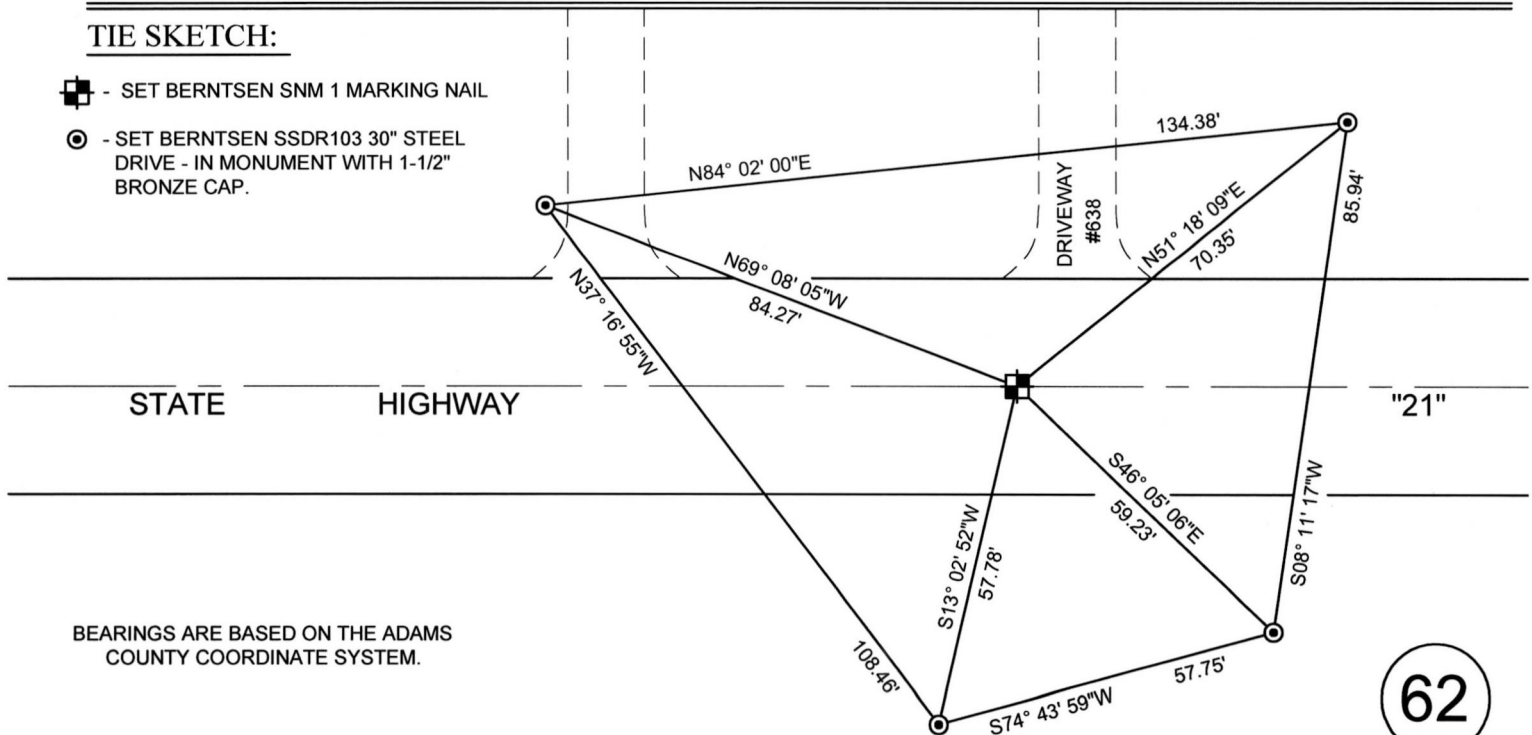 TIE SKETCH:
- SET BERNTSEN SNM 1 MARKING NAIL
- SET BERNTSEN SSDR103 30" STEEL
DRIVE - IN MONUMENT WITH 1-1/2"
BRONZE CAP.
134.38'
N84° 02' 00"E
DRIVEWAY
#638
85.94'
N51° 18' 09"E
70.35'
N69° 08' 05"W
84.27'
N37° 16' 55"W
STATE HIGHWAY "21"
S46° 05' 06"E
59.23'
S08° 11' 17"W
S13° 02' 52"W
57.78'
BEARINGS ARE BASED ON THE ADAMS
COUNTY COORDINATE SYSTEM.
108.46'
57.75'
S74° 43' 59"W
62